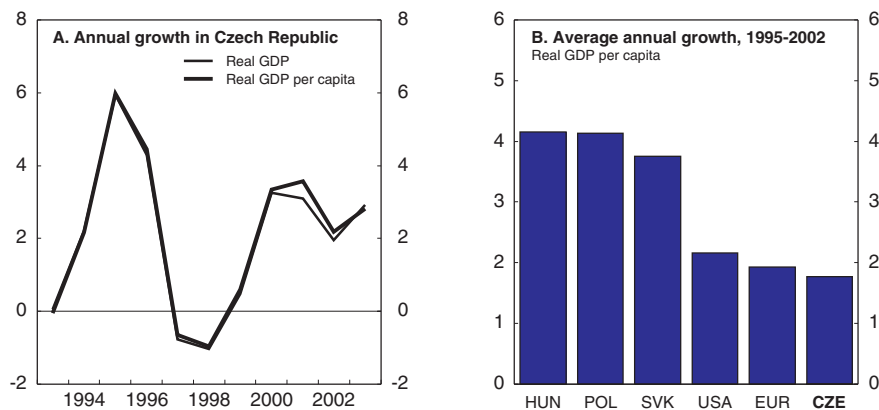 A. Annual growth in Czech Republic
Real GDP
Real GDP per capita
8 8
6 6
4 4
2 2
0 0
-2 -2
1994 1996 1998 2000 2002
B. Average annual growth, 1995-2002
Real GDP per capita
6 6
5 5
4 4
3 3
2 2
1 1
0 0
HUN POL SVK USA EUR CZE